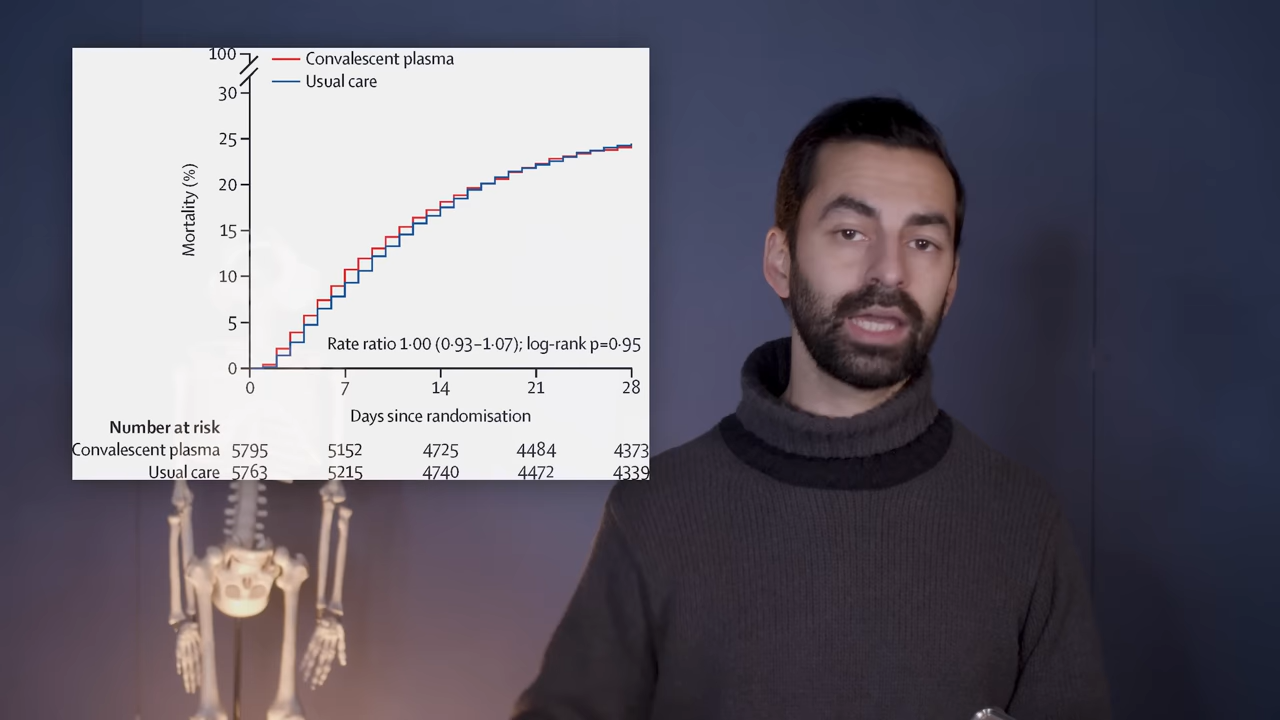 100
Convalescent plasma
Usual care
30
25
20
15
10
5
0
Mortality (%)
Rate ratio 1·00 (0·93–1·07); log-rank p=0·95
0 7 14 21 28
Days since randomisation
Number at risk
Convalescent plasma 5795 5152 4725 4484 4373
Usual care 5763 5215 4740 4472 4339